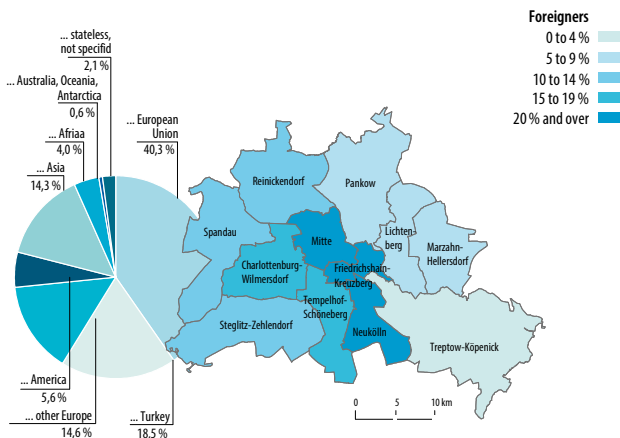 Foreigners
0 to 4 %
5 to 9 %
10 to 14 %
15 to 19 %
20 % and over
... stateless,
not specifid
2,1 %
... Australia, Oceania,
Antarctica
0,6 %
... Afriaa
4,0 %
... Asia
14,3 %
... European
Union
40,3 %
... America
5,6 %
... other Europe
14,6 %
... Turkey
18,5 %
Reinickendorf
Pankow
Spandau
Mitte
Lichten-
berg
Marzahn-
Hellersdorf
Charlottenburg-
Wilmersdorf
Friedrichshain-
Kreuzberg
Tempelhof-
Schöneberg
Steglitz-Zehlendorf
Neukölln
Treptow-Köpenick
0 5 10 km